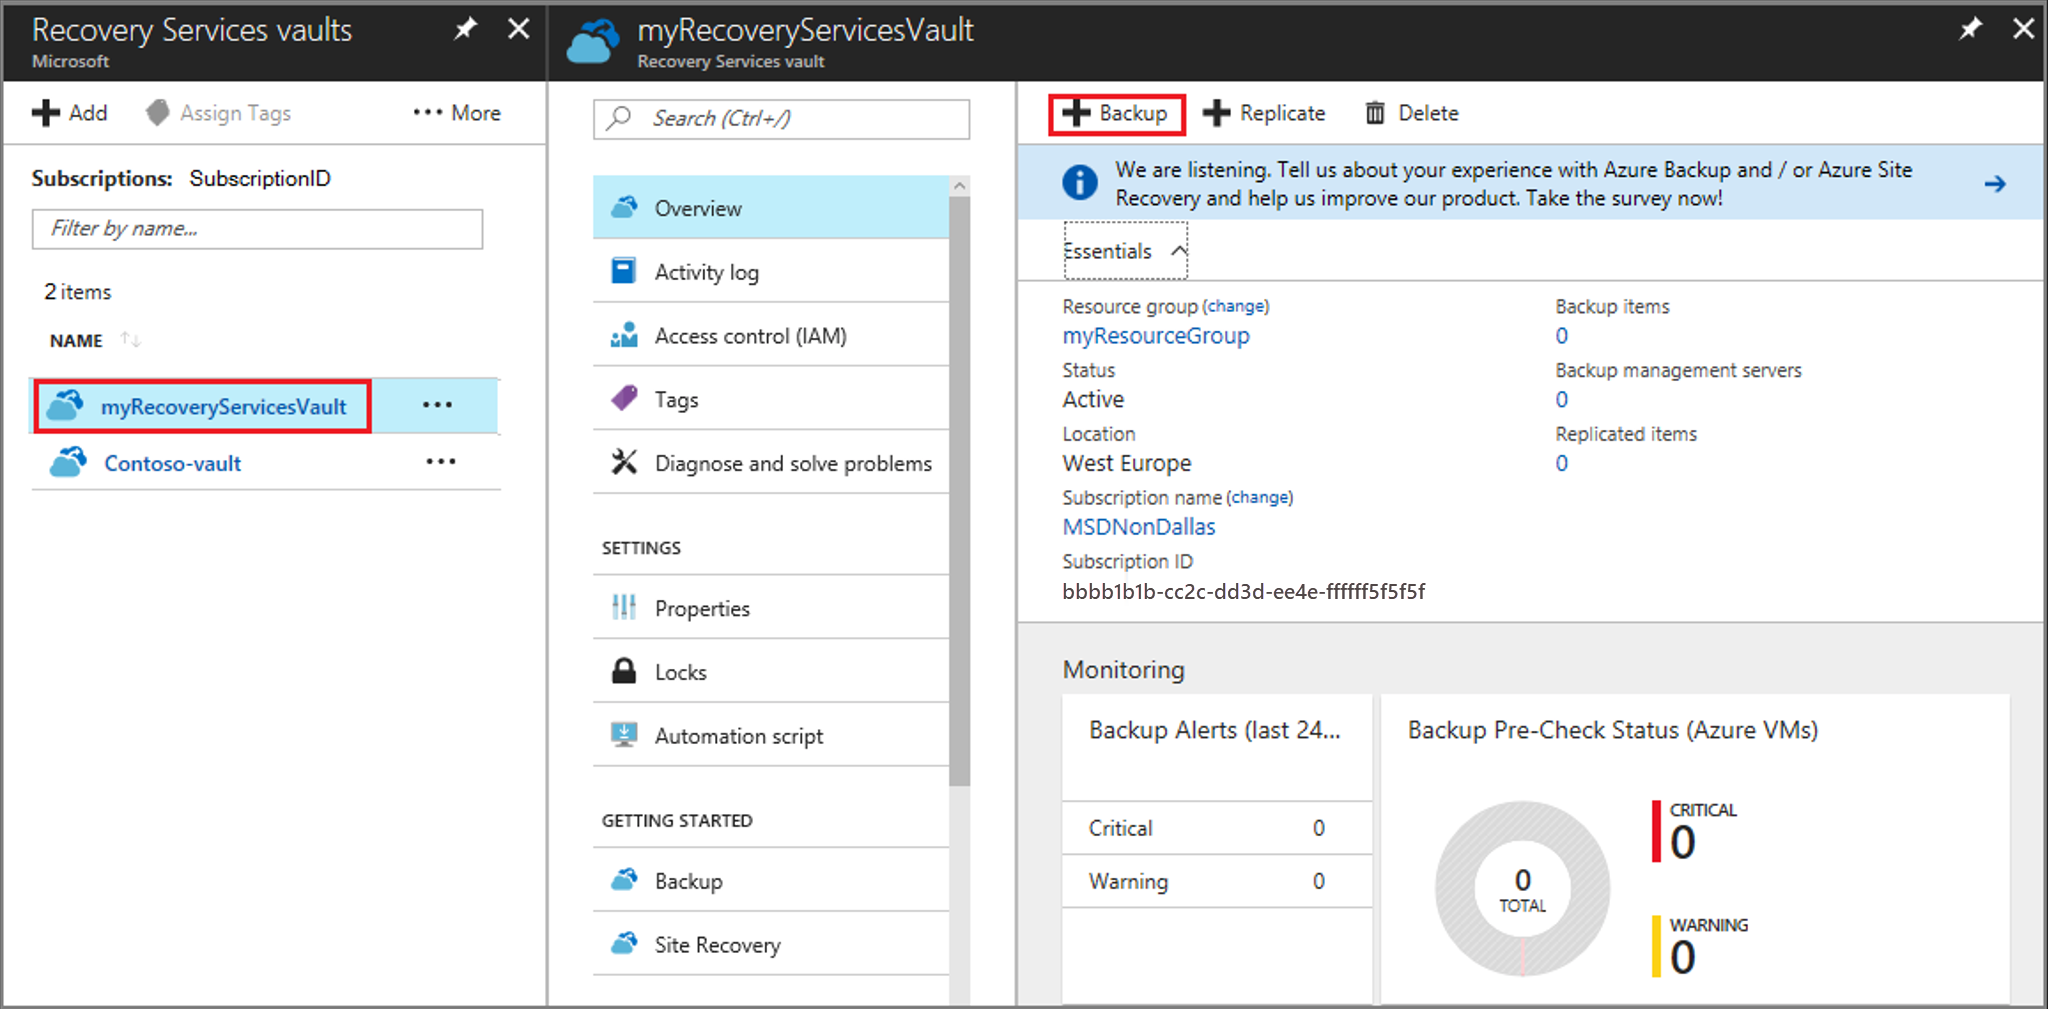 Recovery Services vaults
Microsoft
Add
Assign Tags
More
Subscriptions: SubscriptionID
Filter by name...
2 items
NAME
myRecoveryServicesVault
Contoso-vault
myRecoveryServicesVault
Recovery Services vault
Search (Ctrl+/)
Overview
Activity log
Access control (IAM)
Tags
Diagnose and solve problems
SETTINGS
Properties
Locks
Automation script
GETTING STARTED
Backup
Site Recovery
Backup
Replicate
Delete
We are listening. Tell us about your experience with Azure Backup and / or Azure Site
Recovery and help us improve our product. Take the survey now!
Essentials
Resource group (change)
myResourceGroup
Status
Active
Location
West Europe
Subscription name (change)
MSDNonDallas
Subscription ID
bbbb1b1b-cc2c-dd3d-ee4e-ffffff5f5f5f
Backup items
0
Backup management servers
0
Replicated items
0
Monitoring
Backup Alerts (last 24...
Critical 0
Warning 0
Backup Pre-Check Status (Azure VMs)
0
TOTAL
CRITICAL
0
WARNING
0